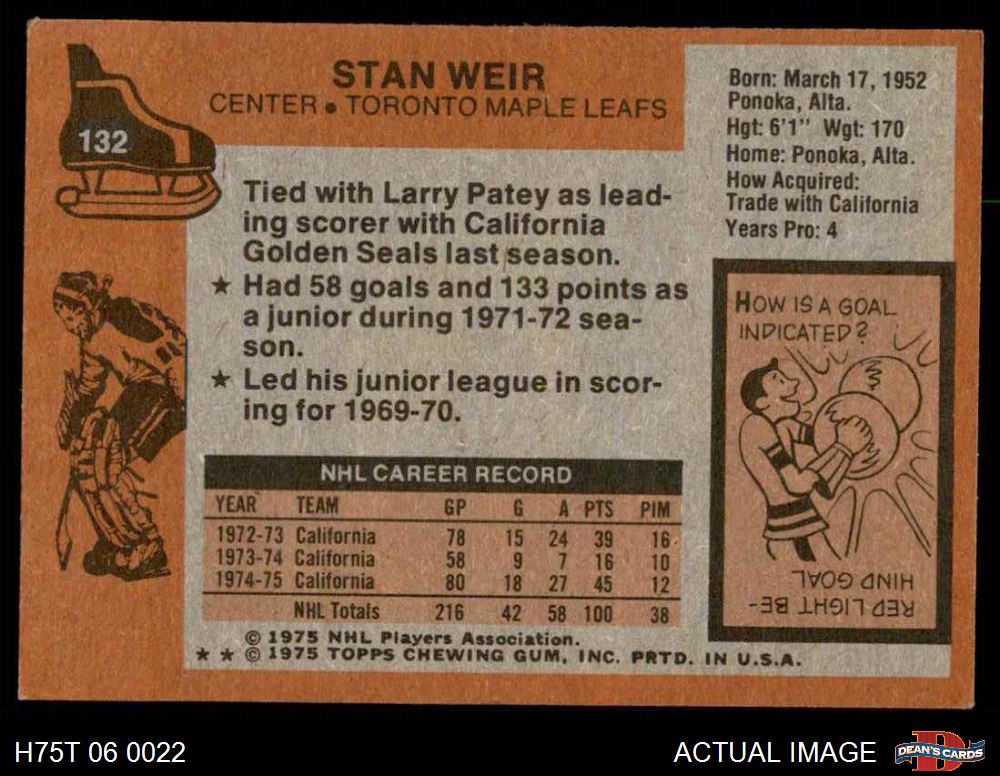 STAN WEIR
CENTER • TORONTO MAPLE LEAFS
132
Tied with Larry Patey as lead-
ing scorer with California
Golden Seals last season.
★ Had 58 goals and 133 points as
a junior during 1971-72 sea-
son.
★ Led his junior league in scor-
ing for 1969-70.
Born: March 17, 1952
Ponoka, Alta.
Hgt: 6'1" Wgt: 170
Home: Ponoka, Alta.
How Acquired:
Trade with California
Years Pro: 4
HOW IS A GOAL
INDICATED?
RED LIGHT BE-
HIND GOAL
NHL CAREER RECORD
YEAR TEAM GP G A PTS PIM
1972-73 California 78 15 24 39 16
1973-74 California 58 9 7 16 10
1974-75 California 80 18 27 45 12
NHL Totals 216 42 58 100 38
© 1975 NHL Players Association.
★ ★ © 1975 TOPPS CHEWING GUM, INC. PRTD. IN U.S.A.
H75T 06 0022
ACTUAL IMAGE
D
DEAN'S CARDS